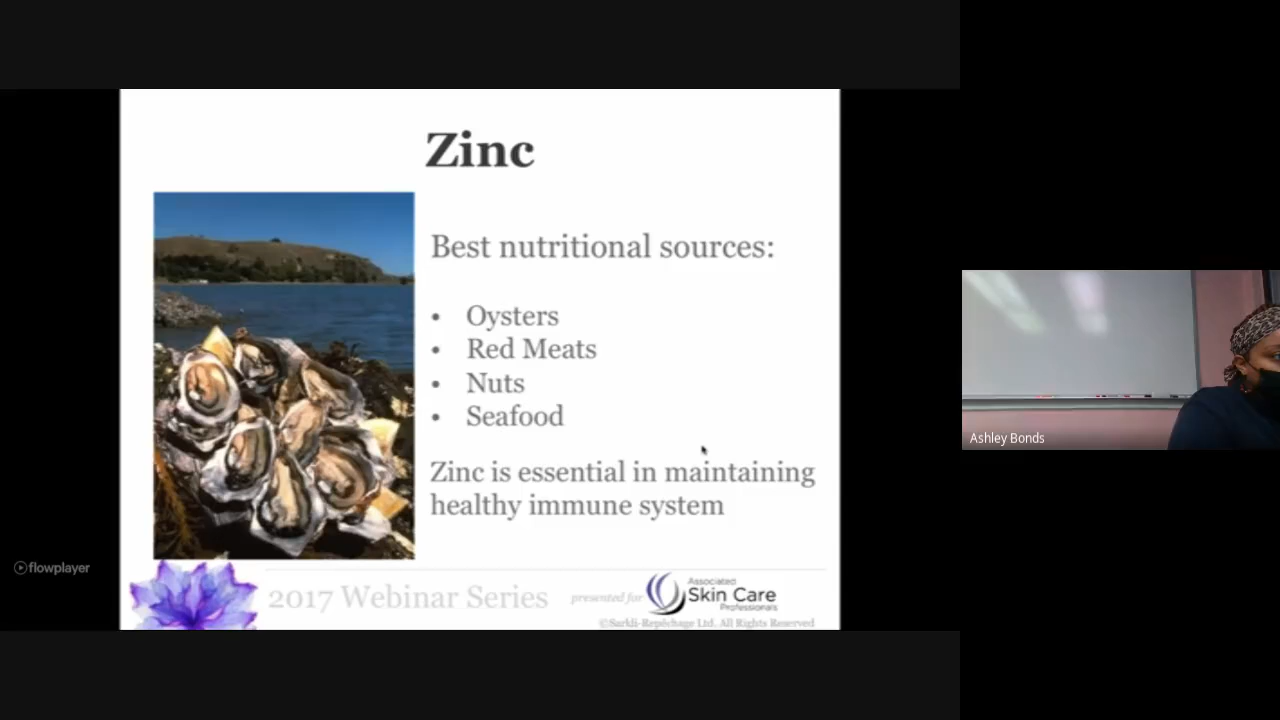 Zinc
Best nutritional sources:
• Oysters
• Red Meats
• Nuts
• Seafood
Zinc is essential in maintaining
healthy immune system
flowplayer
2017 Webinar Series
presented for
Associated
Skin Care
Professionals
©Sarkli-Repêchage Ltd. All Rights Reserved
Ashley Bonds